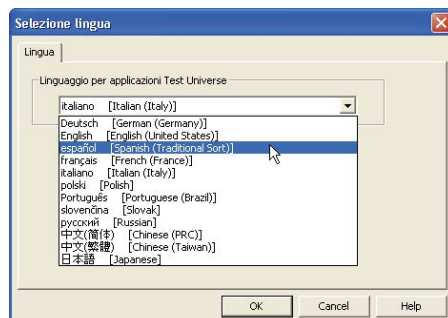 Selezione lingua
Lingua
Linguaggio per applicazioni Test Universe
italiano [Italian (Italy)]
Deutsch [German (Germany)]
English [English (United States)]
español [Spanish (Traditional Sort)]
français [French (France)]
italiano [Italian (Italy)]
polski [Polish]
Português [Portuguese (Brazil)]
slovenčina [Slovak]
русский [Russian]
中文(简体) [Chinese (PRC)]
中文(繁體) [Chinese (Taiwan)]
日本語 [Japanese]
OK Cancel Help